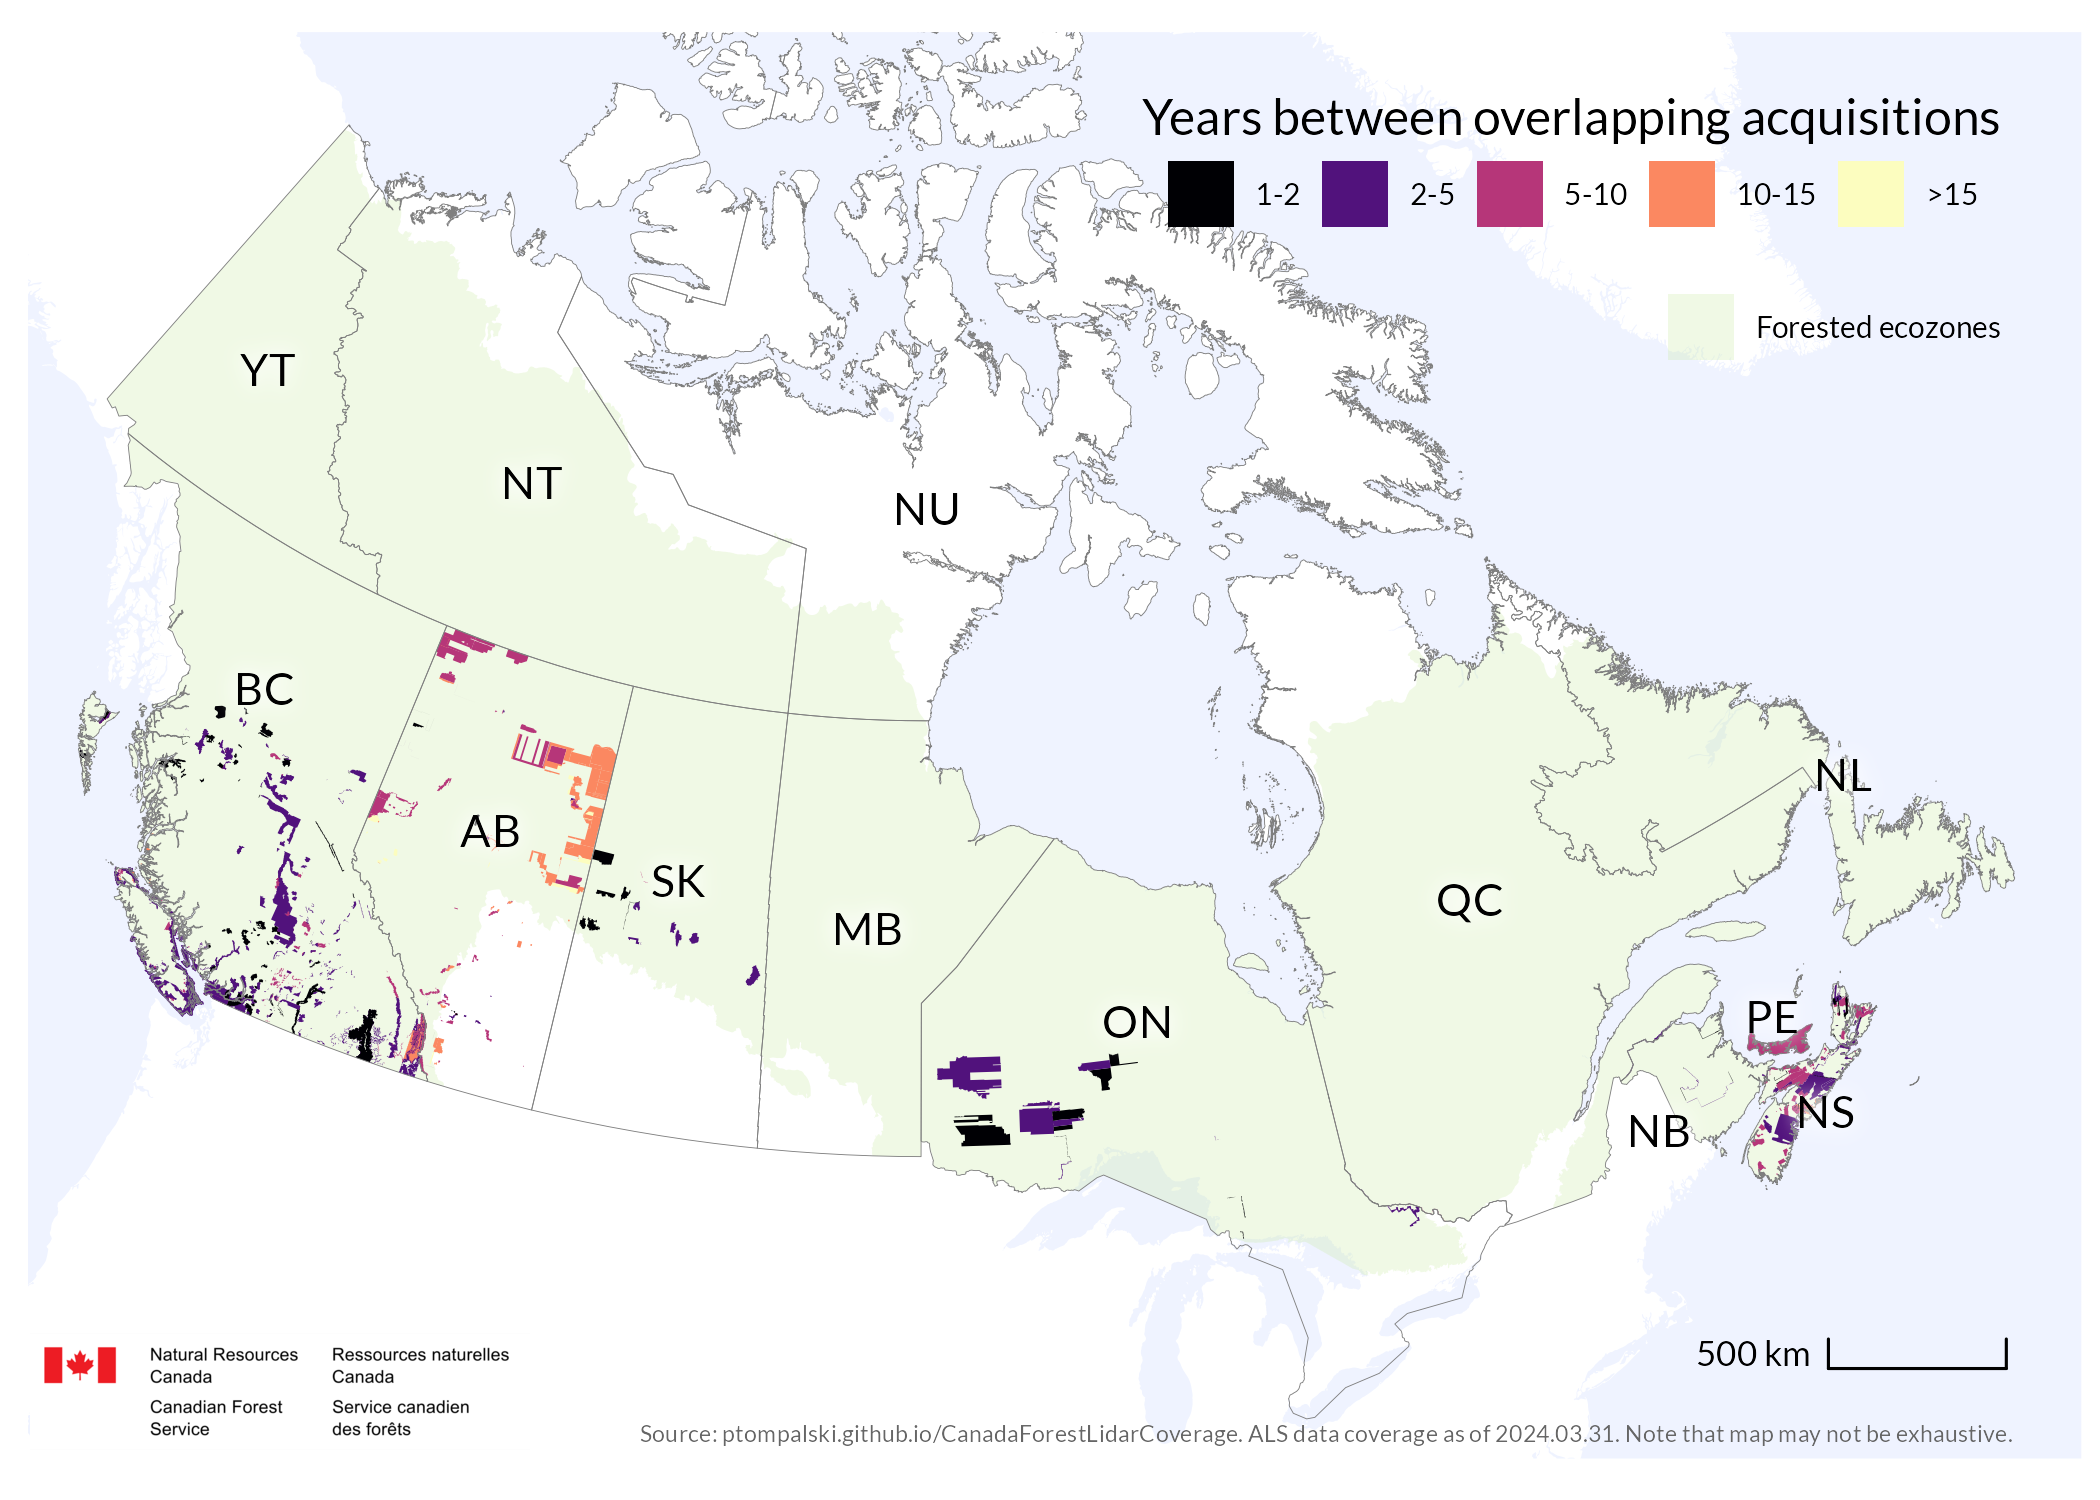 Years between overlapping acquisitions
1-2
2-5
5-10
10-15
>15
Forested ecozones
YT
NT
NU
BC
NL
AB
SK
QC
MB
ON
PE
NS
NB
500 km
Natural Resources
Canada
Ressources naturelles
Canada
Canadian Forest
Service
Service canadien
des forêts
Source: ptompalski.github.io/CanadaForestLidarCoverage. ALS data coverage as of 2024.03.31. Note that map may not be exhaustive.